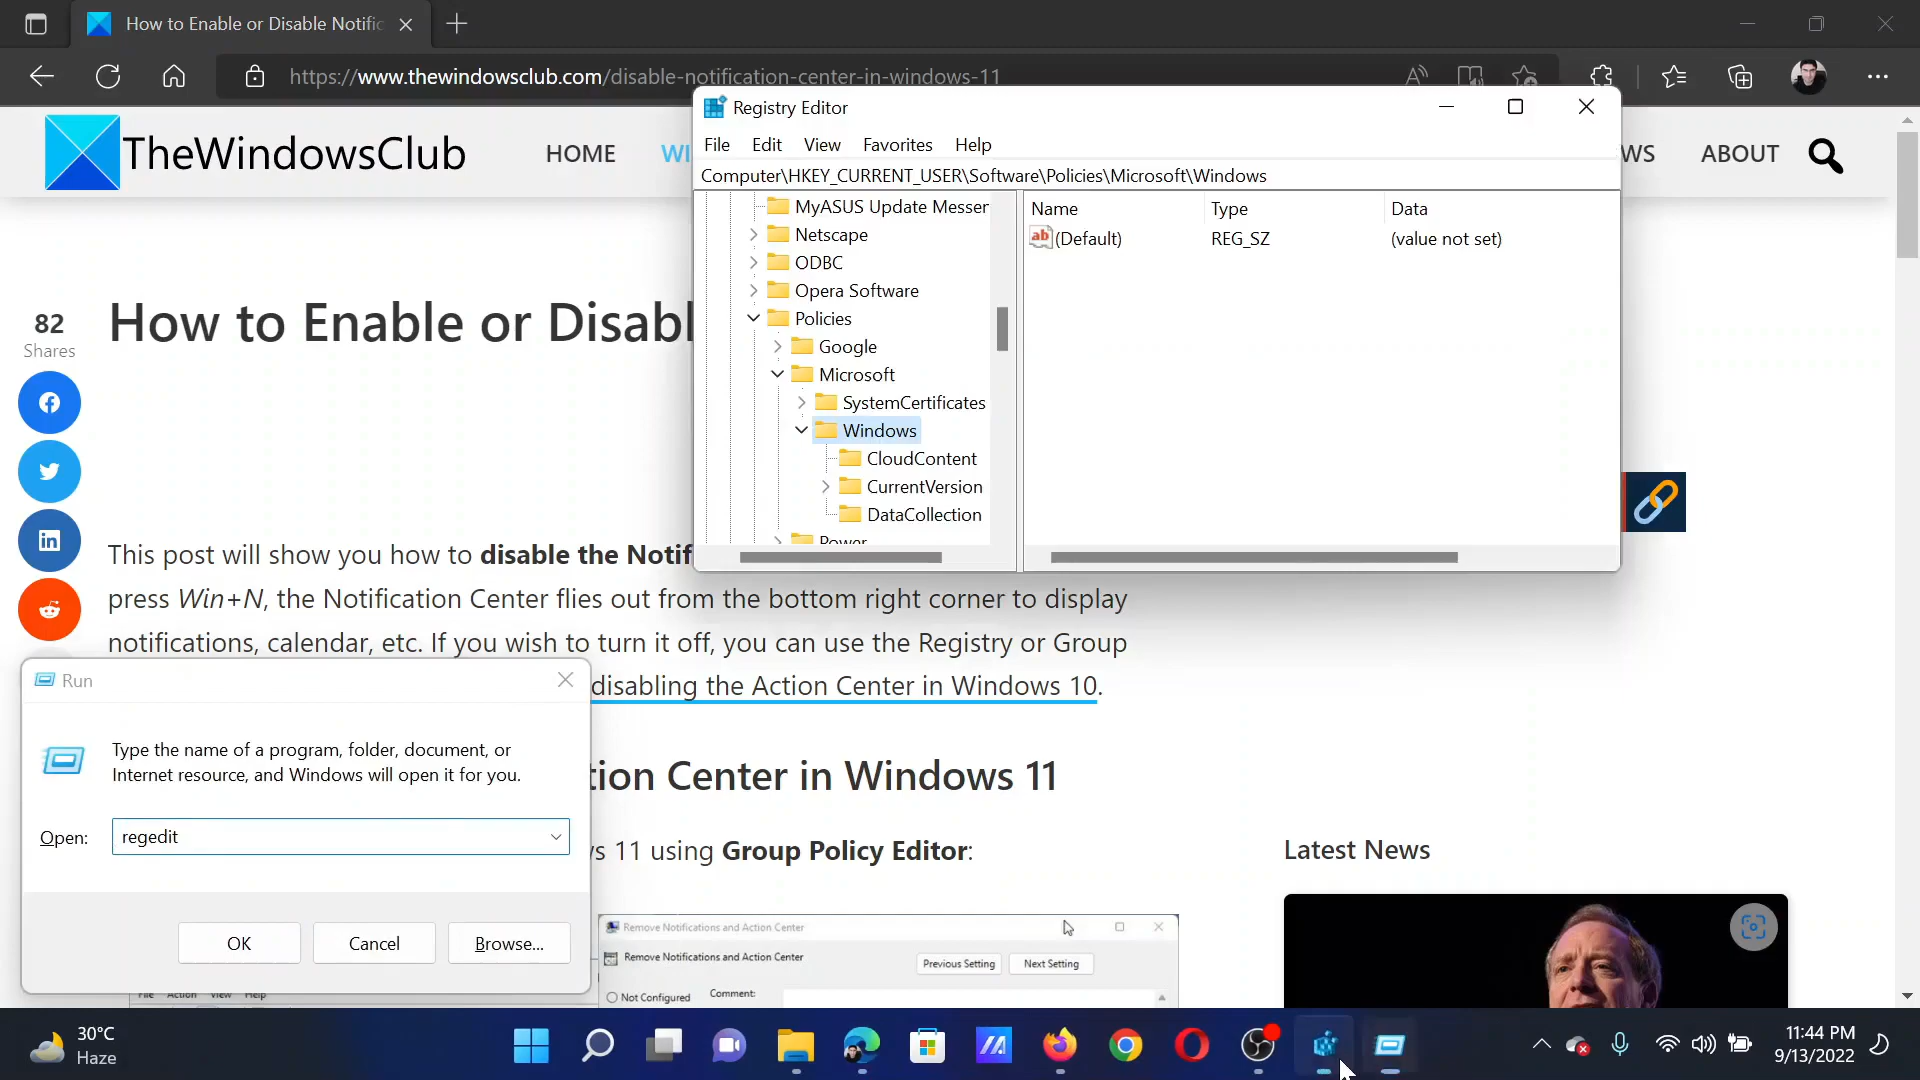 How to Enable or Disable Notific
https://www.thewindowsclub.com/disable-notification-center-in-windows-11
TheWindowsClub
HOME
WI
WS
ABOUT
Registry Editor
File Edit View Favorites Help
Computer\HKEY_CURRENT_USER\Software\Policies\Microsoft\Windows
MyASUS Update Messer
Netscape
ODBC
Opera Software
Policies
Google
Microsoft
SystemCertificates
Windows
CloudContent
CurrentVersion
DataCollection
Power
Name Type Data
ab (Default) REG_SZ (value not set)
82
Shares
How to Enable or Disabl
This post will show you how to disable the Notif
press Win+N, the Notification Center flies out from the bottom right corner to display
notifications, calendar, etc. If you wish to turn it off, you can use the Registry or Group
disabling the Action Center in Windows 10.
tion Center in Windows 11
s 11 using Group Policy Editor:
Run
Type the name of a program, folder, document, or
Internet resource, and Windows will open it for you.
Open: regedit
OK Cancel Browse...
File Action View Help
Remove Notifications and Action Center
Remove Notifications and Action Center
Previous Setting Next Setting
Not Configured Comment:
Latest News
30°C
Haze
11:44 PM
9/13/2022